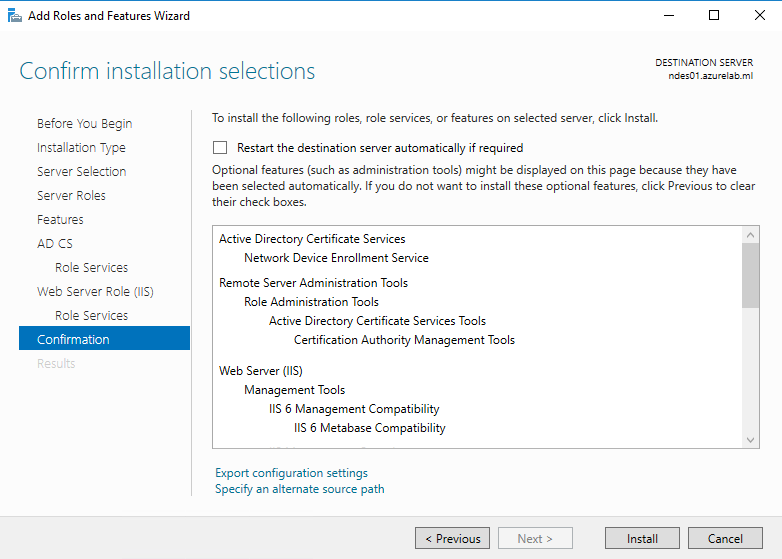 Add Roles and Features Wizard
Confirm installation selections
DESTINATION SERVER
ndes01.azurelab.ml
Before You Begin
Installation Type
Server Selection
Server Roles
Features
AD CS
Role Services
Web Server Role (IIS)
Role Services
Confirmation
Results
To install the following roles, role services, or features on selected server, click Install.
Restart the destination server automatically if required
Optional features (such as administration tools) might be displayed on this page because they have
been selected automatically. If you do not want to install these optional features, click Previous to clear
their check boxes.
Active Directory Certificate Services
Network Device Enrollment Service
Remote Server Administration Tools
Role Administration Tools
Active Directory Certificate Services Tools
Certification Authority Management Tools
Web Server (IIS)
Management Tools
IIS 6 Management Compatibility
IIS 6 Metabase Compatibility
Export configuration settings
Specify an alternate source path
< Previous
Next >
Install
Cancel